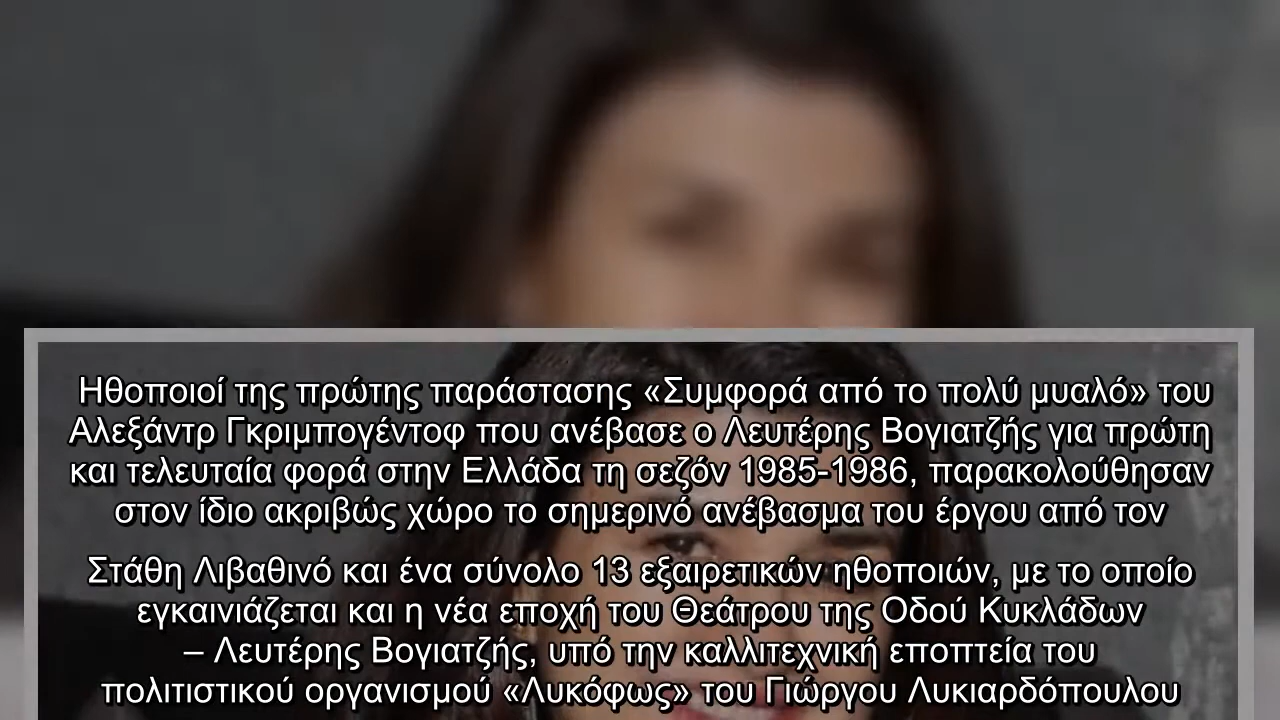 Ηθοποιοί της πρώτης παράστασης «Συμφορά από το πολύ μυαλό» του
Αλεξάντρ Γκριμπογέντοφ που ανέβασε ο Λευτέρης Βογιατζής για πρώτη
και τελευταία φορά στην Ελλάδα τη σεζόν 1985-1986, παρακολούθησαν
στον ίδιο ακριβώς χώρο το σημερινό ανέβασμα του έργου από τον
Στάθη Λιβαθινό και ένα σύνολο 13 εξαιρετικών ηθοποιών, με το οποίο
εγκαινιάζεται και η νέα εποχή του Θεάτρου της Οδού Κυκλάδων
– Λευτέρης Βογιατζής, υπό την καλλιτεχνική εποπτεία του
πολιτιστικού οργανισμού «Λυκόφως» του Γιώργου Λυκιαρδόπουλου